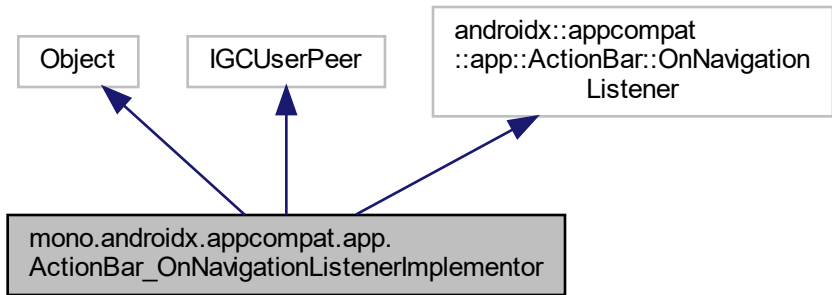 Object
IGCUserPeer
androidx::appcompat
::app::ActionBar::OnNavigation
Listener
mono.androidx.appcompat.app.
ActionBar_OnNavigationListenerImplementor